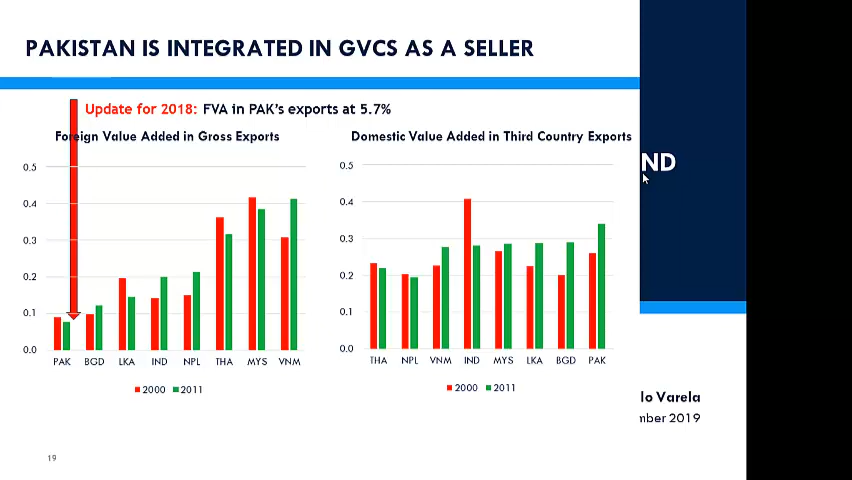 PAKISTAN IS INTEGRATED IN GVCS AS A SELLER
Update for 2018: FVA in PAK's exports at 5.7%
Foreign Value Added in Gross Exports
0.5
0.4
0.3
0.2
0.1
0.0
PAK BGD LKA IND NPL THA MYS VNM
2000 2011
Domestic Value Added in Third Country Exports
0.5
0.4
0.3
0.2
0.1
0.0
THA NPL VNM IND MYS LKA BGD PAK
2000 2011
19
ND
lo Varela
mber 2019